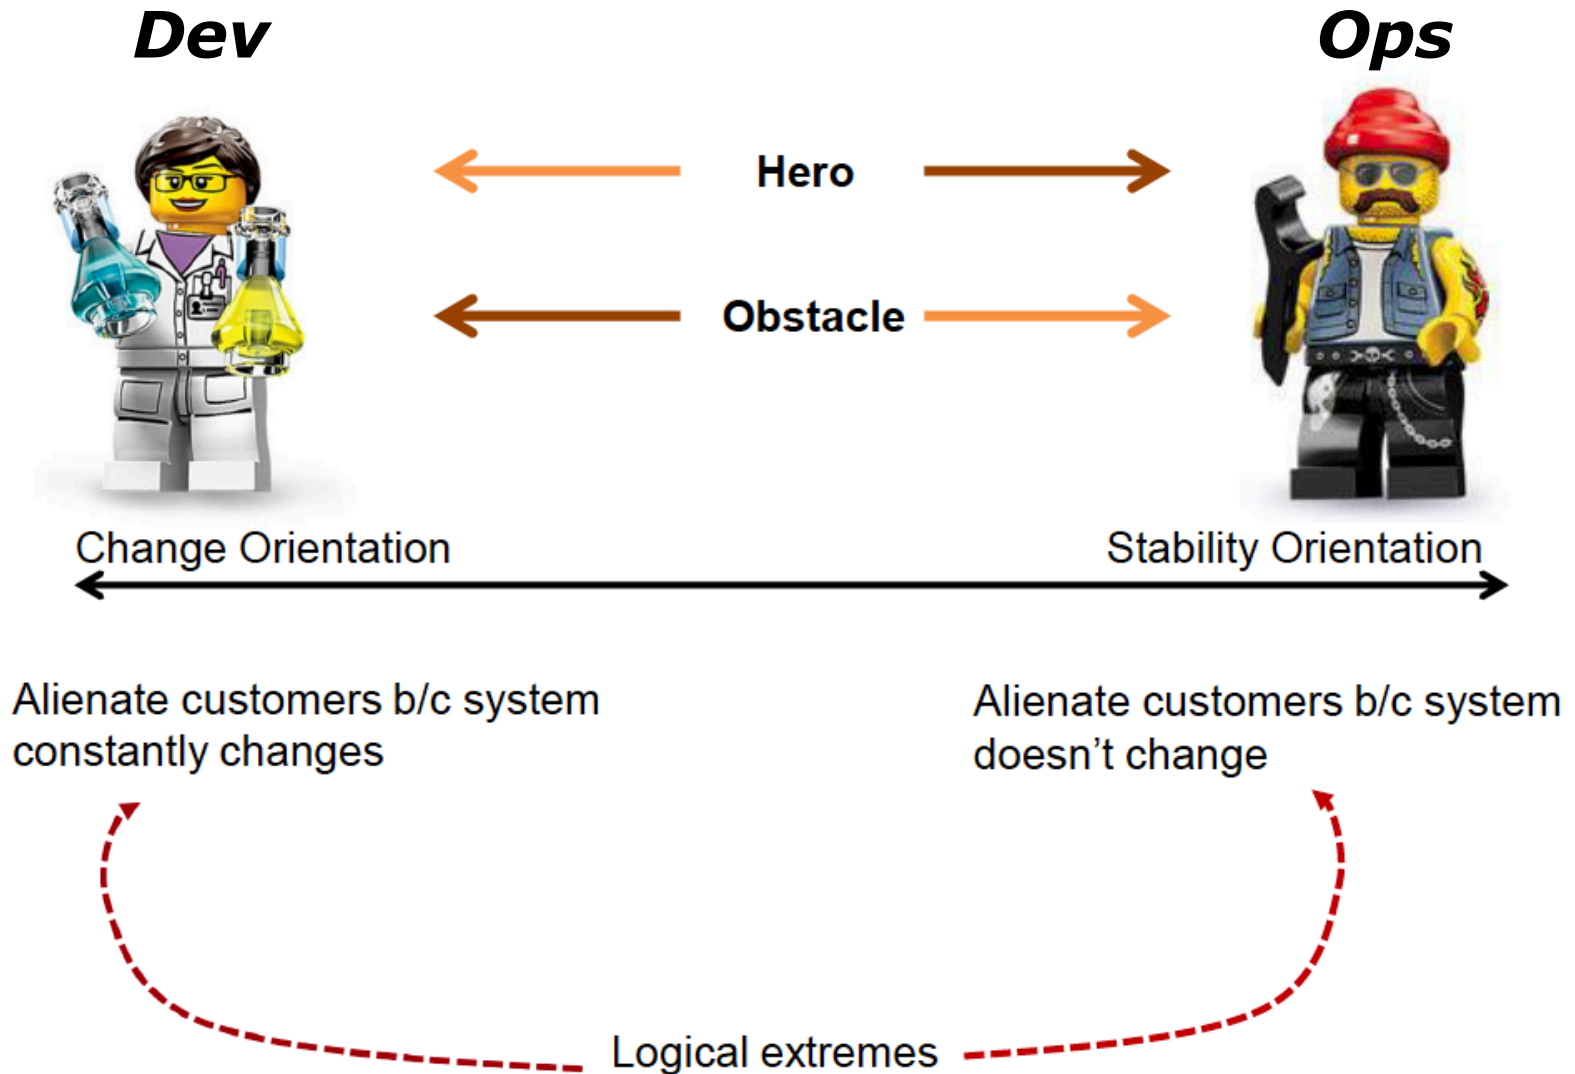 Dev
Ops
Hero
Obstacle
Change Orientation
Stability Orientation
Alienate customers b/c system
constantly changes
Alienate customers b/c system
doesn’t change
Logical extremes